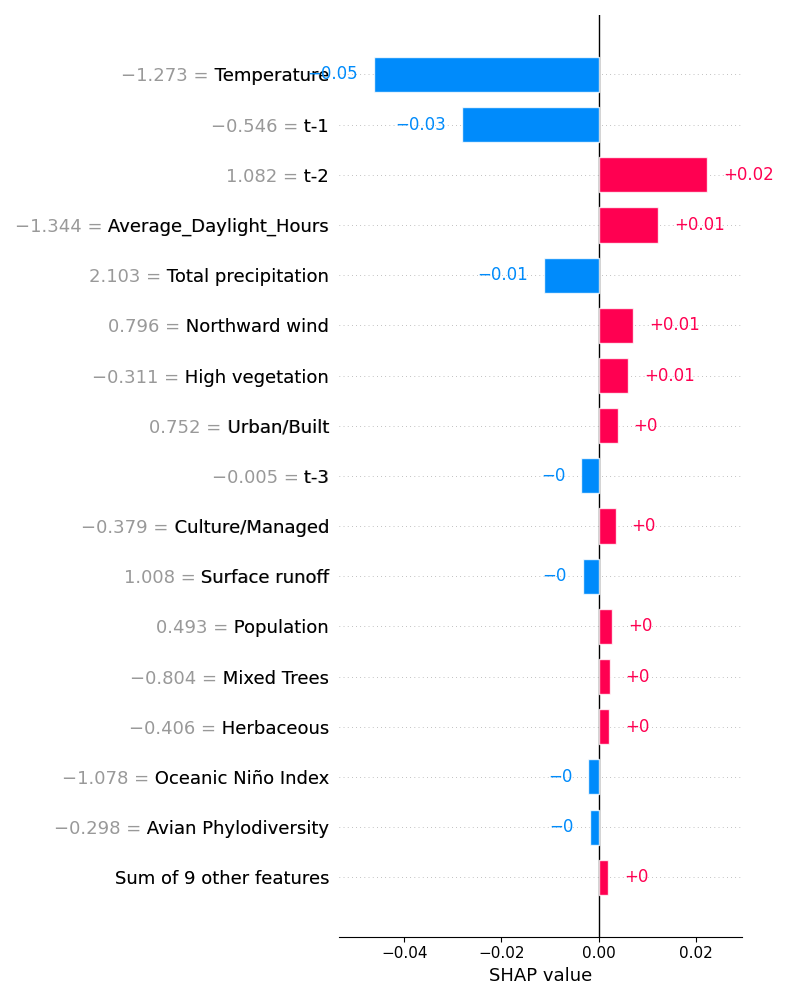 −1.273 = Temperature −0.05
−0.546 = t-1 −0.03
1.082 = t-2 +0.02
−1.344 = Average_Daylight_Hours +0.01
2.103 = Total precipitation −0.01
0.796 = Northward wind +0.01
−0.311 = High vegetation +0.01
0.752 = Urban/Built +0
−0.005 = t-3 −0
−0.379 = Culture/Managed +0
1.008 = Surface runoff −0
0.493 = Population +0
−0.804 = Mixed Trees +0
−0.406 = Herbaceous +0
−1.078 = Oceanic Niño Index −0
−0.298 = Avian Phylodiversity −0
Sum of 9 other features +0
−0.04 −0.02 0.00 0.02
SHAP value